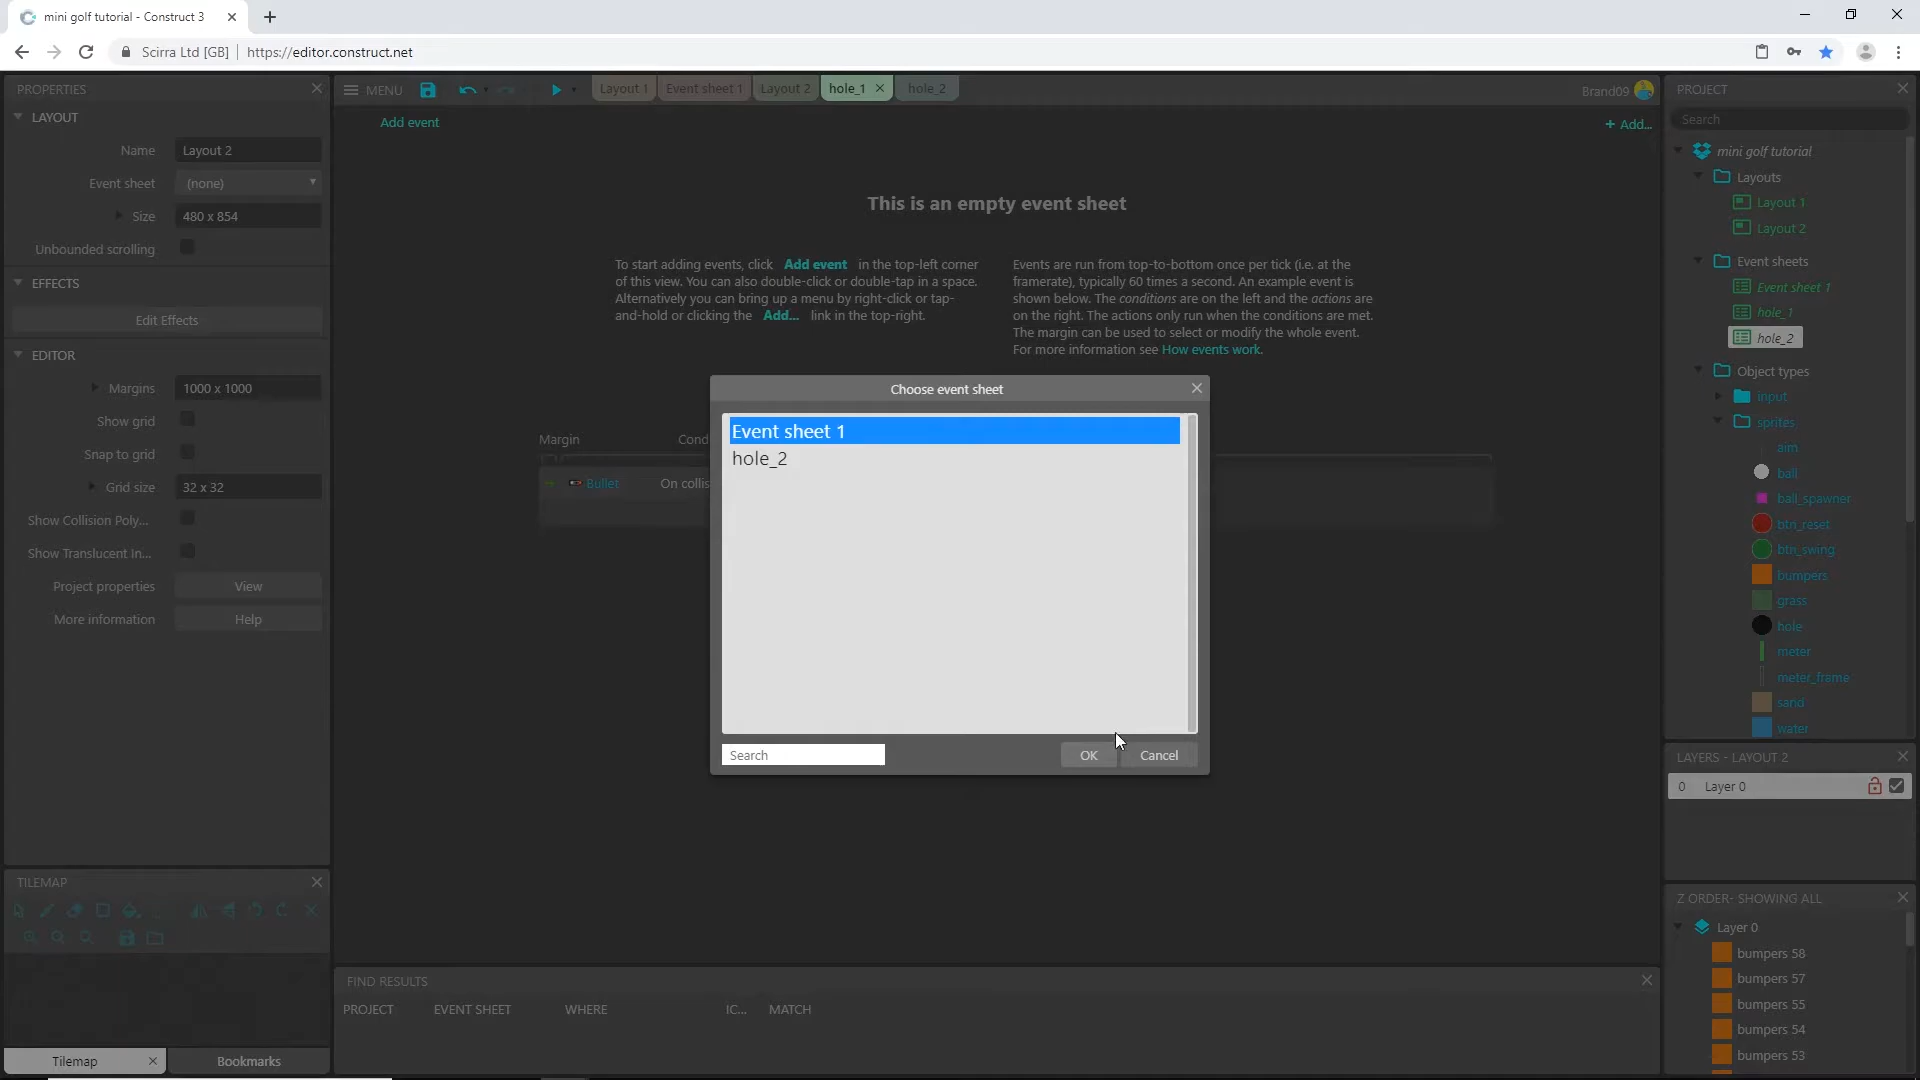 mini golf tutorial - Construct 3
Scirra Ltd [GB]
https://editor.construct.net
PROPERTIES
LAYOUT
Name
Layout 2
Event sheet
(none)
Size
480 x 854
Unbounded scrolling
EFFECTS
Edit Effects
EDITOR
Margins
1000 x 1000
Show grid
Snap to grid
Grid size
32 x 32
Show Collision Poly...
Show Translucent In...
Project properties
View
More information
Help
TILEMAP
Tilemap
Bookmarks
MENU
Layout 1
Event sheet 1
Layout 2
hole_1
hole_2
Brand09
Add event
+ Add...
This is an empty event sheet
To start adding events, click Add event in the top-left corner
of this view. You can also double-click or double-tap in a space.
Alternatively you can bring up a menu by right-click or tap-
and-hold or clicking the Add... link in the top-right.
Events are run from top-to-bottom once per tick (i.e. at the
framerate), typically 60 times a second. An example event is
shown below. The conditions are on the left and the actions are
on the right. The actions only run when the conditions are met.
The margin can be used to select or modify the whole event.
For more information see How events work.
Margin
Cond
Bullet
On collis
Choose event sheet
Event sheet 1
hole_2
Search
OK
Cancel
FIND RESULTS
PROJECT
EVENT SHEET
WHERE
IC...
MATCH
PROJECT
Search
mini golf tutorial
Layouts
Layout 1
Layout 2
Event sheets
Event sheet 1
hole_1
hole_2
Object types
input
sprites
aim
ball
ball_spawner
btn_reset
btn_swing
bumpers
grass
hole
meter
meter_frame
sand
water
LAYERS - LAYOUT 2
0 Layer 0
Z ORDER- SHOWING ALL
Layer 0
bumpers 58
bumpers 57
bumpers 55
bumpers 54
bumpers 53